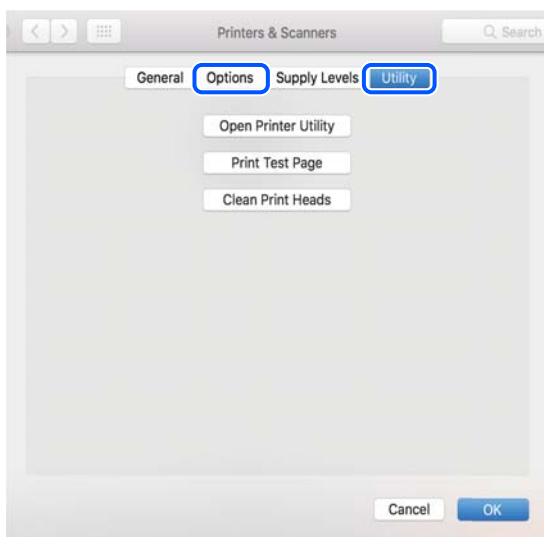 Printers & Scanners Search
General Options Supply Levels Utility
Open Printer Utility
Print Test Page
Clean Print Heads
Cancel OK